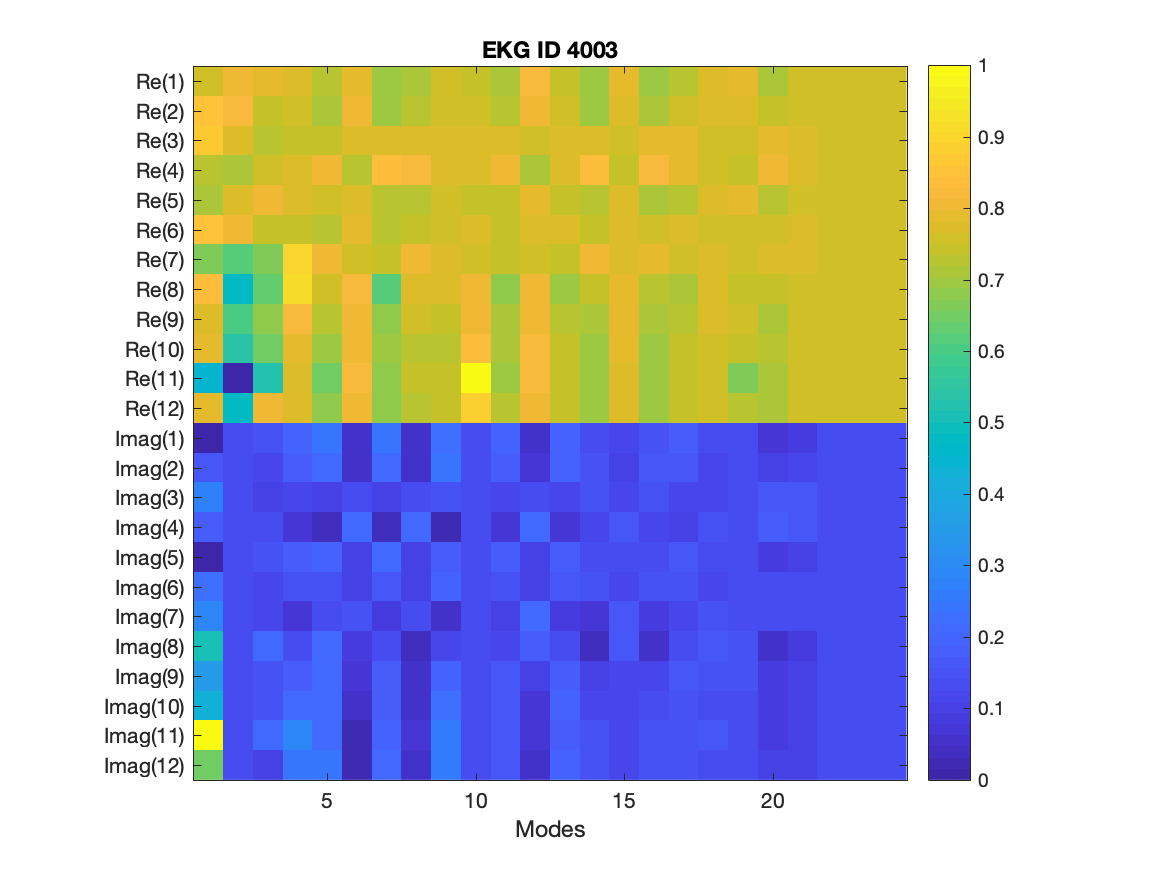 EKG ID 4003
Re(1)
Re(2)
Re(3)
Re(4)
Re(5)
Re(6)
Re(7)
Re(8)
Re(9)
Re(10)
Re(11)
Re(12)
Imag(1)
Imag(2)
Imag(3)
Imag(4)
Imag(5)
Imag(6)
Imag(7)
Imag(8)
Imag(9)
Imag(10)
Imag(11)
Imag(12)
5 10 15 20
Modes
1
0.9
0.8
0.7
0.6
0.5
0.4
0.3
0.2
0.1
0